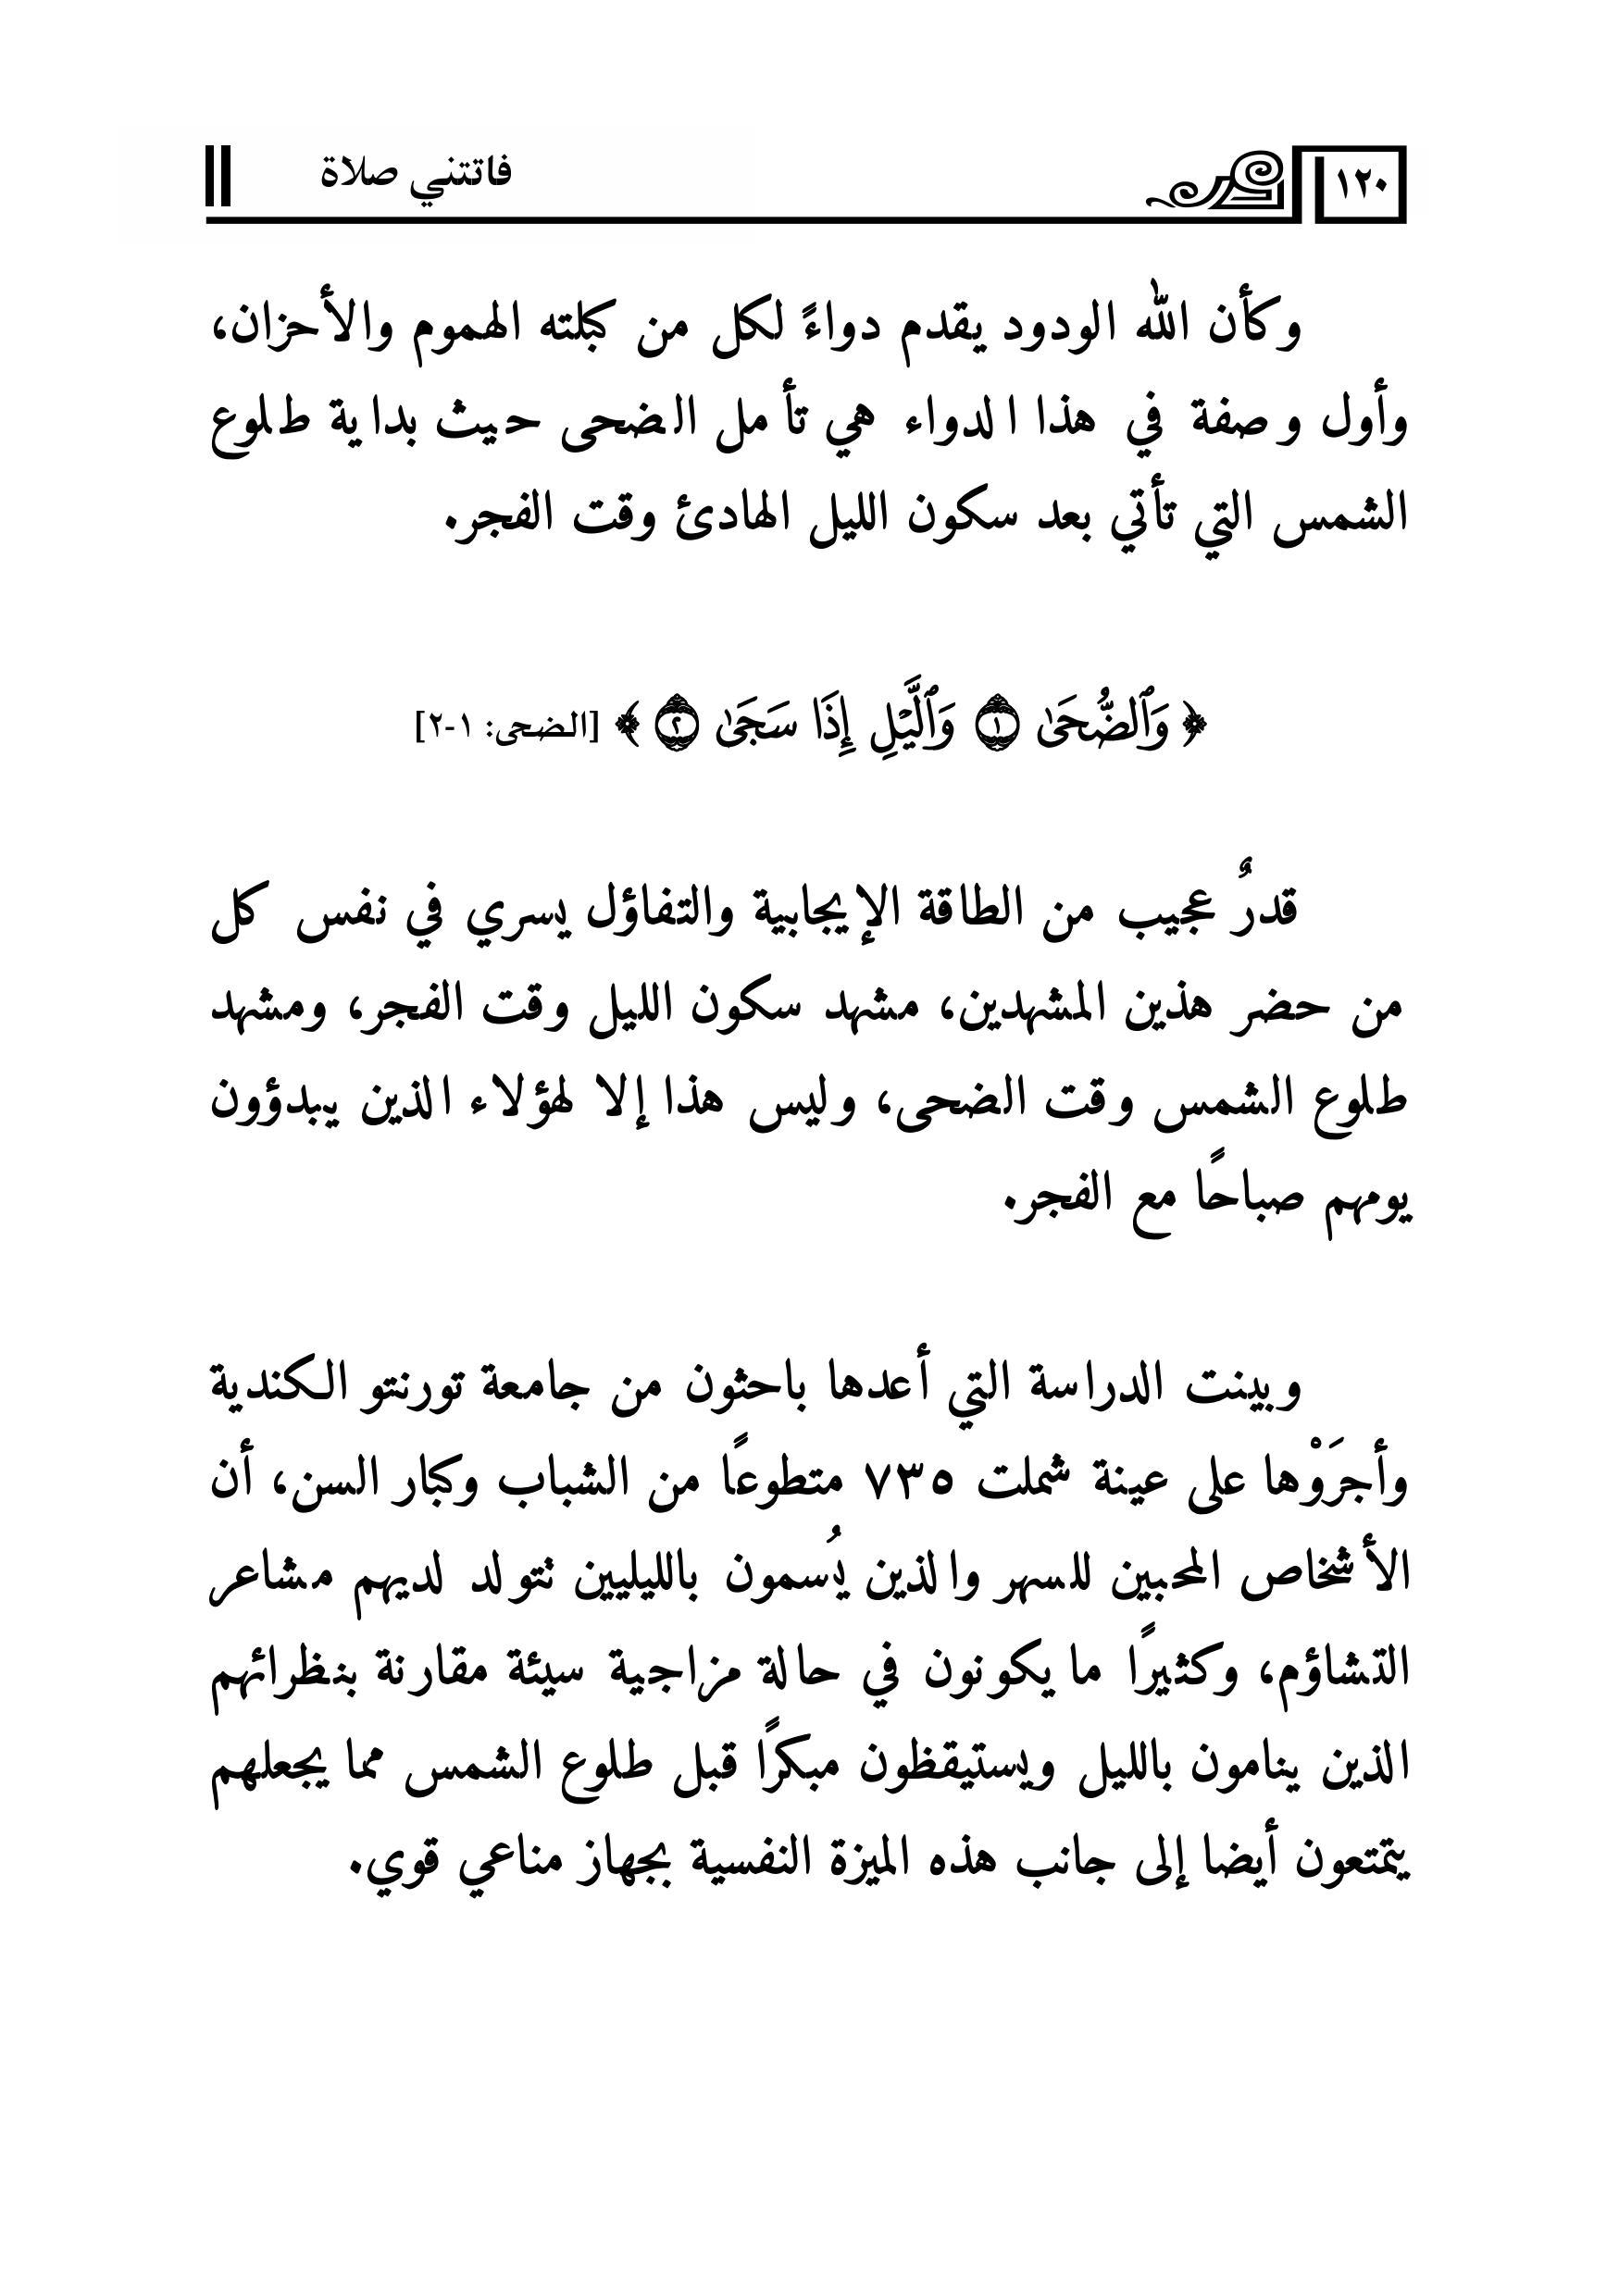 ١٢٠
فاتتني صلاة
وكأن الله الودود يقدم دواءً لكل من كبلته الهموم والأحزان،
وأول وصفة في هذا الدواء هي تأمل الضحى حيث بداية طلوع
الشمس التي تأتي بعد سكون الليل الهادئ وقت الفجر.
﴿ وَٱلضُّحَىٰ ١ وَٱلَّيۡلِ إِذَا سَجَىٰ ٢ ﴾ [الضحى: ١-٢]
قدرٌ عجيب من الطاقة الإيجابية والتفاؤل يسري في نفس كل
من حضر هذين المشهدين، مشهد سكون الليل وقت الفجر، ومشهد
طلوع الشمس وقت الضحى، وليس هذا إلا لهؤلاء الذين يبدؤون
يومهم صباحًا مع الفجر.
وبينت الدراسة التي أعدها باحثون من جامعة تورنتو الكندية
وأجرَوْها على عينة شملت ٧٣٥ متطوعًا من الشباب وكبار السن، أن
الأشخاص المحبين للسهر والذين يُسمون بالليليين تتولد لديهم مشاعر
التشاؤم، وكثيرًا ما يكونون في حالة مزاجية سيئة مقارنة بنظرائهم
الذين ينامون بالليل ويستيقظون مبكرًا قبل طلوع الشمس مما يجعلهم
يتمتعون أيضا إلى جانب هذه الميزة النفسية بجهاز مناعي قوي.